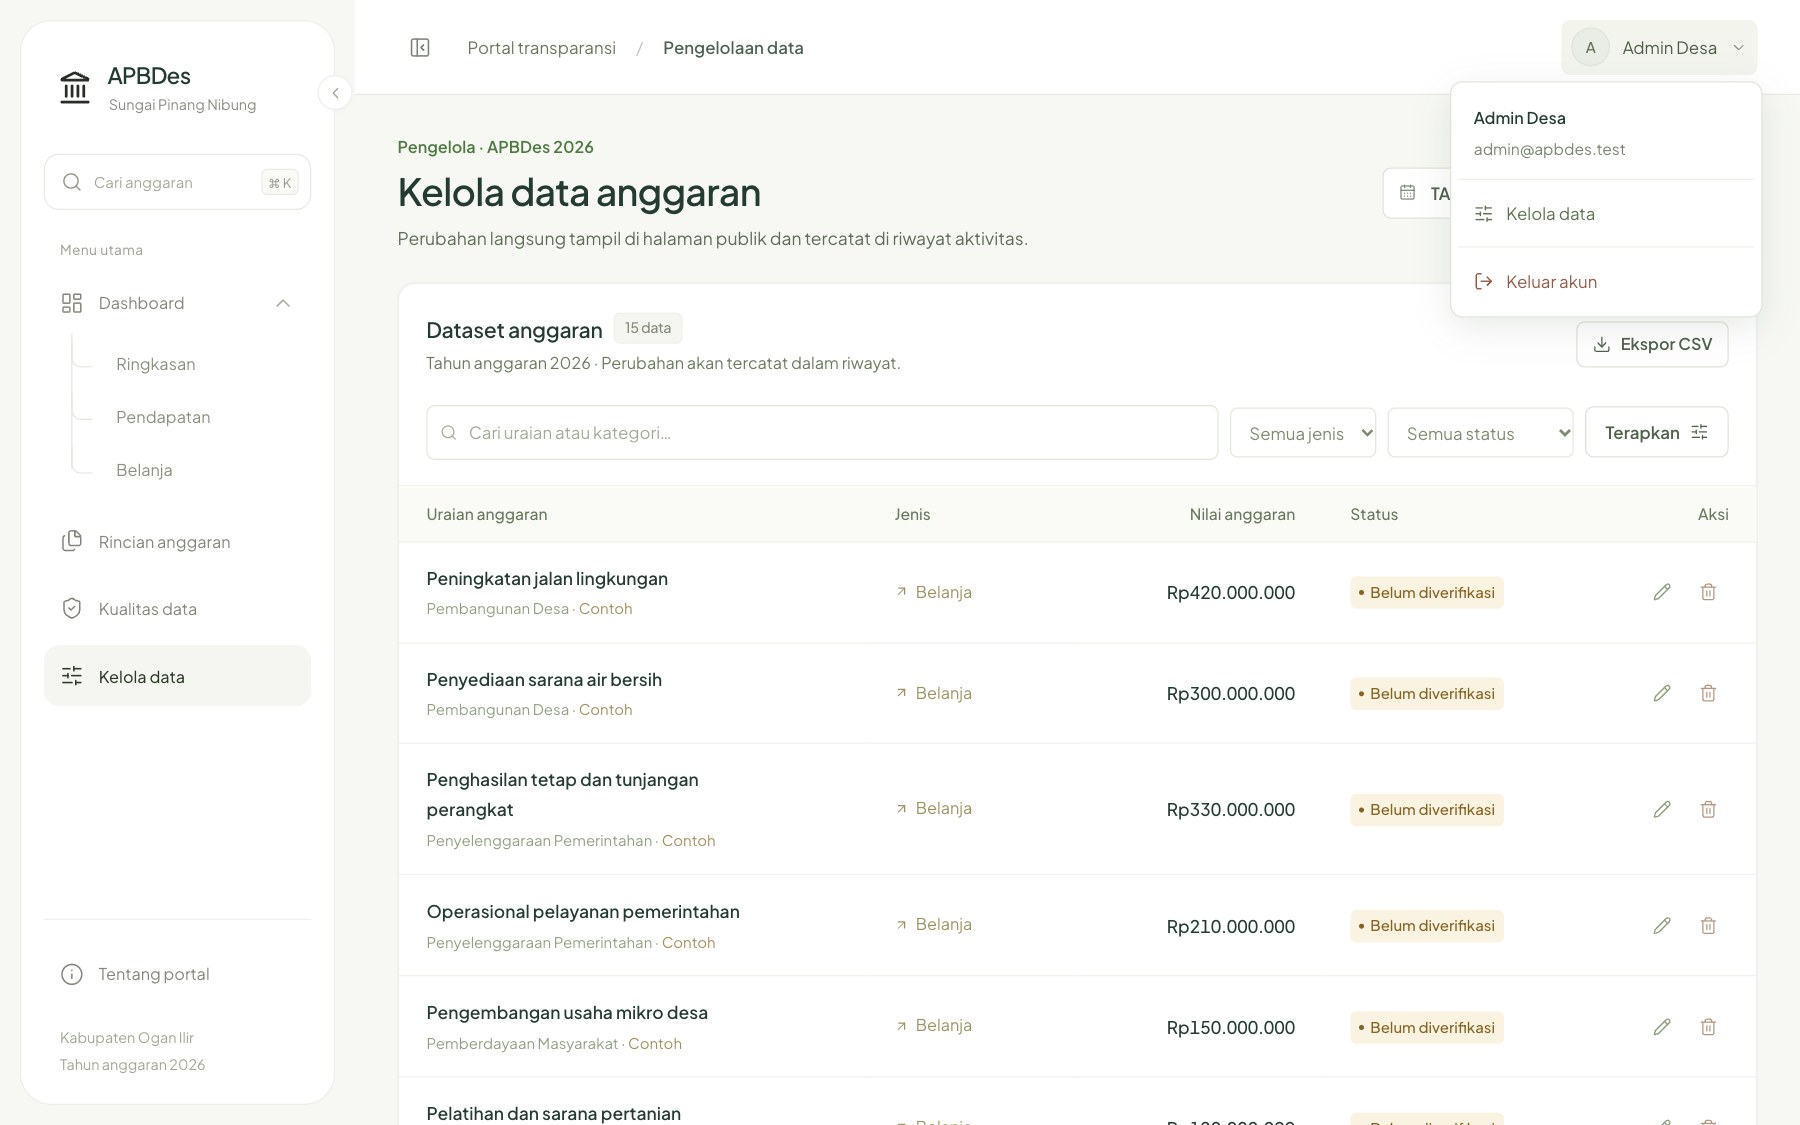 APBDes
Sungai Pinang Nibung
Cari anggaran
⌘ K
Menu utama
Dashboard
Ringkasan
Pendapatan
Belanja
Rincian anggaran
Kualitas data
Kelola data
Tentang portal
Kabupaten Ogan Ilir
Tahun anggaran 2026
Portal transparansi / Pengelolaan data
A Admin Desa
Admin Desa
admin@apbdes.test
Kelola data
Keluar akun
Pengelola · APBDes 2026
Kelola data anggaran
Perubahan langsung tampil di halaman publik dan tercatat di riwayat aktivitas.
TA
Dataset anggaran 15 data
Tahun anggaran 2026 · Perubahan akan tercatat dalam riwayat.
Ekspor CSV
Cari uraian atau kategori...
Semua jenis
Semua status
Terapkan
Uraian anggaran Jenis Nilai anggaran Status Aksi
Peningkatan jalan lingkungan
Pembangunan Desa · Contoh
Belanja Rp420.000.000 • Belum diverifikasi
Penyediaan sarana air bersih
Pembangunan Desa · Contoh
Belanja Rp300.000.000 • Belum diverifikasi
Penghasilan tetap dan tunjangan
perangkat
Penyelenggaraan Pemerintahan · Contoh
Belanja Rp330.000.000 • Belum diverifikasi
Operasional pelayanan pemerintahan
Penyelenggaraan Pemerintahan · Contoh
Belanja Rp210.000.000 • Belum diverifikasi
Pengembangan usaha mikro desa
Pemberdayaan Masyarakat · Contoh
Belanja Rp150.000.000 • Belum diverifikasi
Pelatihan dan sarana pertanian